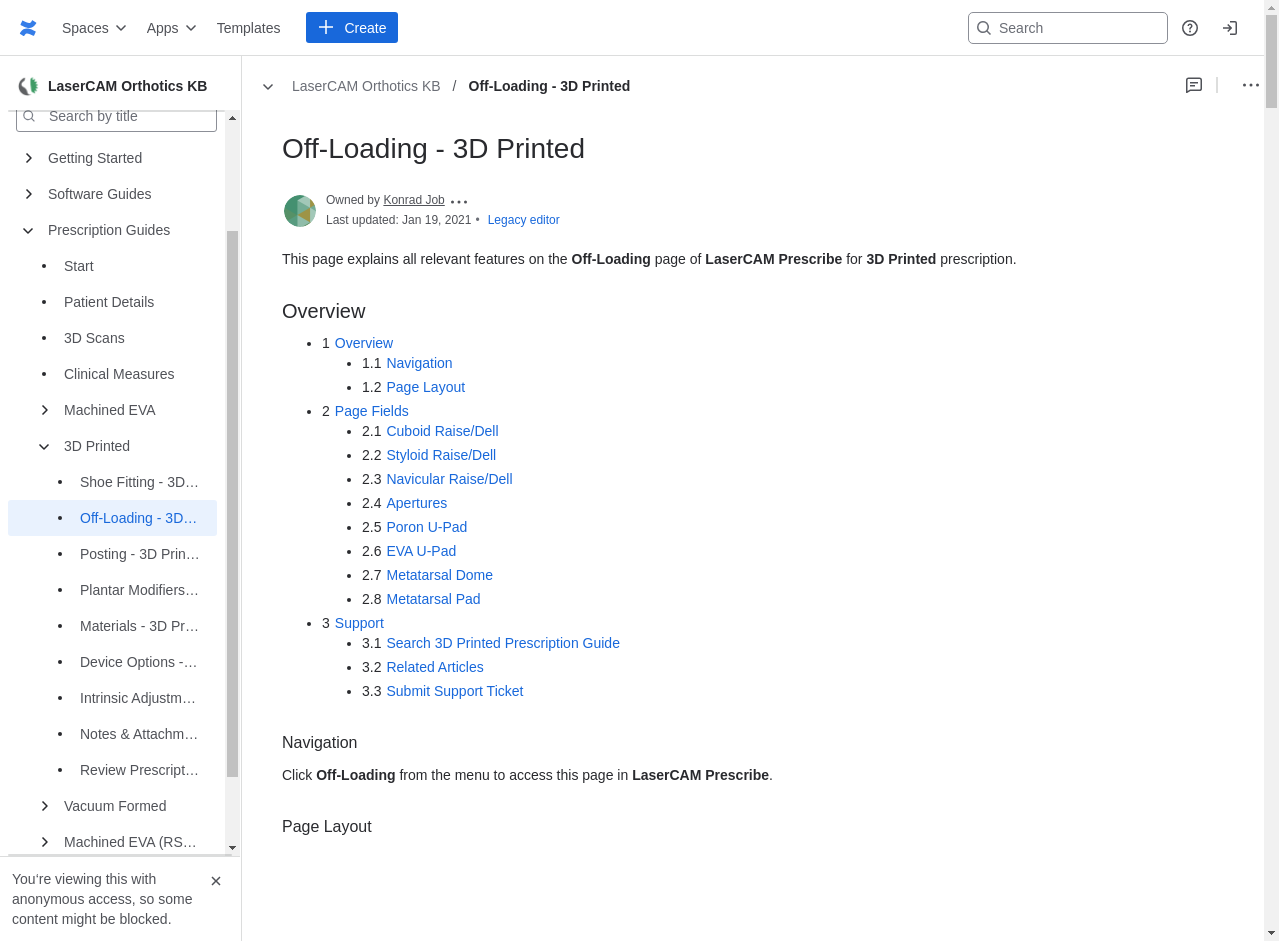 Spaces
Apps
Templates
Create
Search
LaserCAM Orthotics KB
Search by title
Getting Started
Software Guides
Prescription Guides
Start
Patient Details
3D Scans
Clinical Measures
Machined EVA
3D Printed
Shoe Fitting - 3D…
Off-Loading - 3D…
Posting - 3D Prin…
Plantar Modifiers…
Materials - 3D Pr…
Device Options -…
Intrinsic Adjustm…
Notes & Attachm…
Review Prescript…
Vacuum Formed
Machined EVA (RS…
You‘re viewing this with
anonymous access, so some
content might be blocked.
LaserCAM Orthotics KB / Off-Loading - 3D Printed
Off-Loading - 3D Printed
Owned by Konrad Job
Last updated: Jan 19, 2021 • Legacy editor
This page explains all relevant features on the Off-Loading page of LaserCAM Prescribe for 3D Printed prescription.
Overview
• 1 Overview
• 1.1 Navigation
• 1.2 Page Layout
• 2 Page Fields
• 2.1 Cuboid Raise/Dell
• 2.2 Styloid Raise/Dell
• 2.3 Navicular Raise/Dell
• 2.4 Apertures
• 2.5 Poron U-Pad
• 2.6 EVA U-Pad
• 2.7 Metatarsal Dome
• 2.8 Metatarsal Pad
• 3 Support
• 3.1 Search 3D Printed Prescription Guide
• 3.2 Related Articles
• 3.3 Submit Support Ticket
Navigation
Click Off-Loading from the menu to access this page in LaserCAM Prescribe.
Page Layout